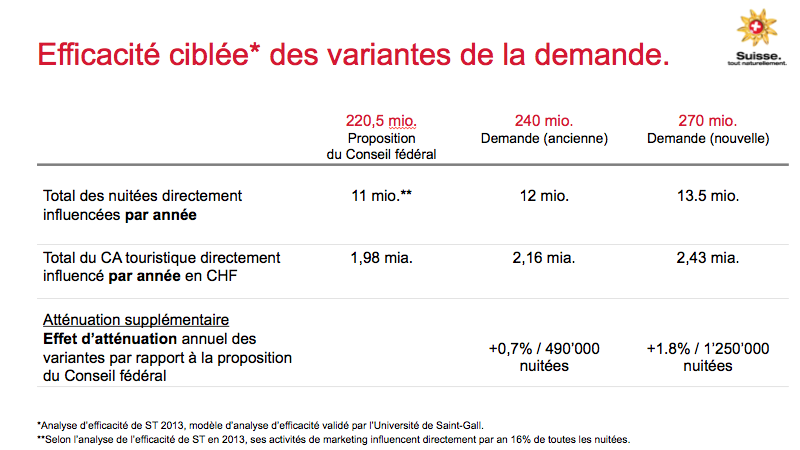 Efficacité ciblée* des variantes de la demande.
Suisse.
tout naturellement.
220,5 mio.
Proposition
du Conseil fédéral
240 mio.
Demande (ancienne)
270 mio.
Demande (nouvelle)
Total des nuitées directement
influencées par année
11 mio.**
12 mio.
13.5 mio.
Total du CA touristique directement
influencé par année en CHF
1,98 mia.
2,16 mia.
2,43 mia.
Atténuation supplémentaire
Effet d’atténuation annuel des
variantes par rapport à la proposition
du Conseil fédéral
+0,7% / 490’000
nuitées
+1.8% / 1’250’000
nuitées
*Analyse d’efficacité de ST 2013, modèle d’analyse d’efficacité validé par l’Université de Saint-Gall.
**Selon l’analyse de l’efficacité de ST en 2013, ses activités de marketing influencent directement par an 16% de toutes les nuitées.